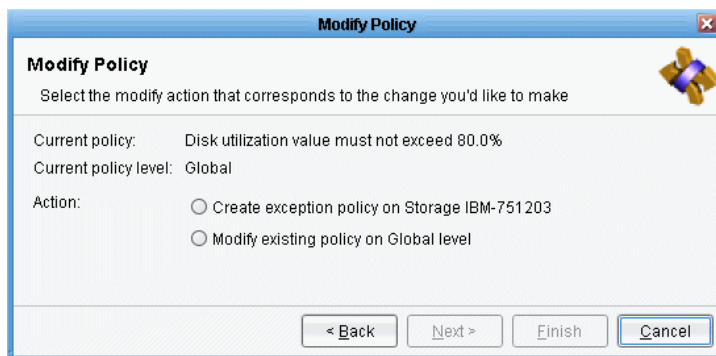 Modify Policy
Modify Policy
Select the modify action that corresponds to the change you'd like to make
Current policy: Disk utilization value must not exceed 80.0%
Current policy level: Global
Action:
Create exception policy on Storage IBM-751203
Modify existing policy on Global level
< Back Next > Finish Cancel